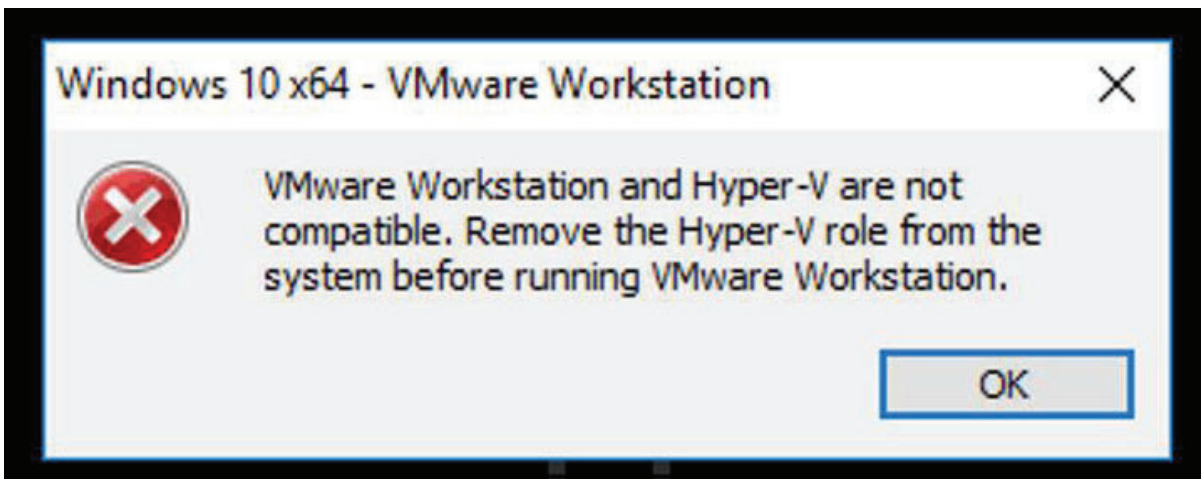 Windows 10 x64 - VMware Workstation
VMware Workstation and Hyper-V are not
compatible. Remove the Hyper-V role from the
system before running VMware Workstation.
OK